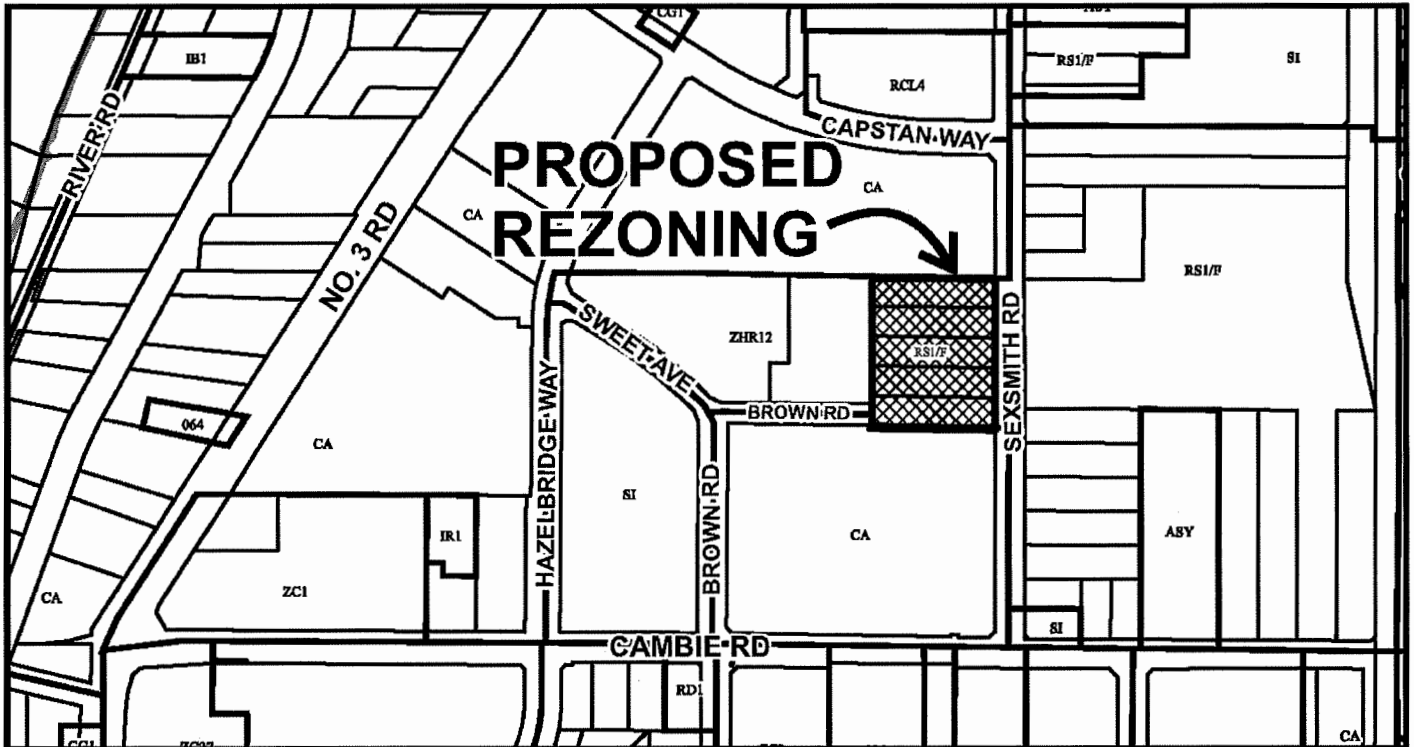 CG1
IB1
RS1/F
SI
RCL4
RIVER RD
CAPSTAN WAY
PROPOSED
REZONING
CA
CA
NO. 3 RD
RS1/F
SWEET AVE
ZHR12
RS1/F
SEXSMITH RD
BROWN RD
064
CA
HAZELBRIDGE WAY
SI
BROWN RD
CA
IR1
ASY
ZC1
CA
SI
CAMBIE RD
RD1
CA